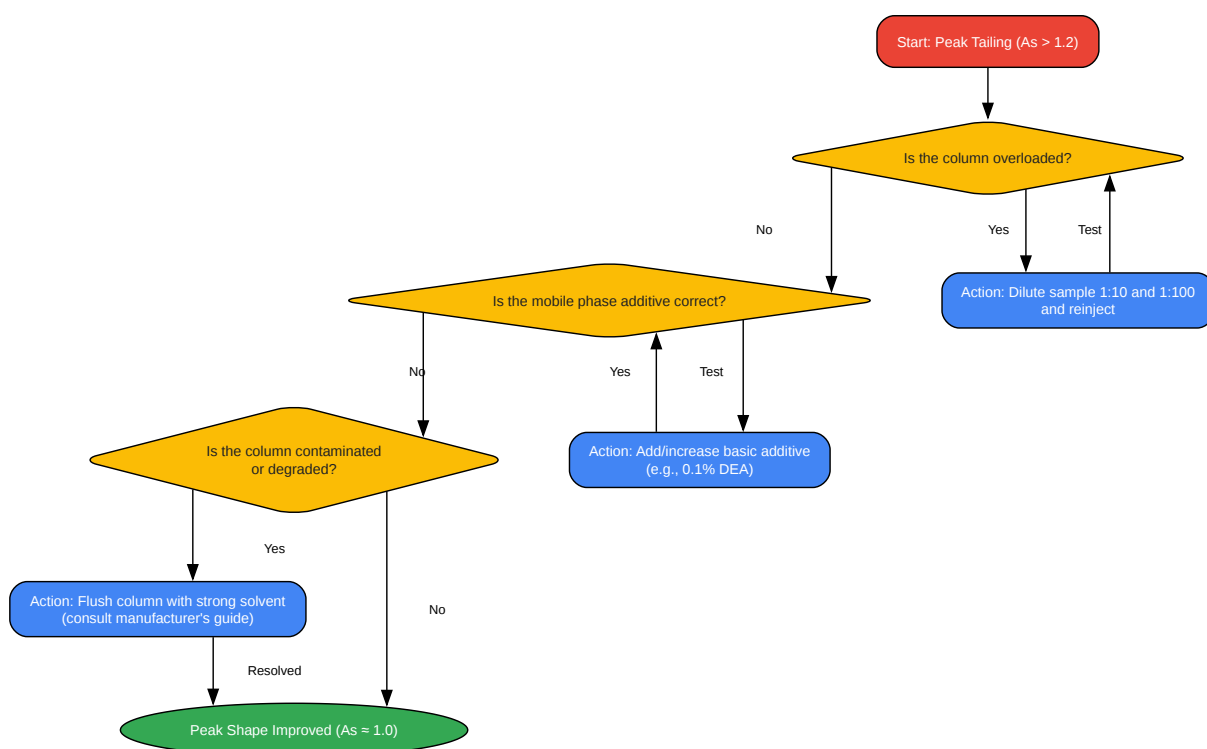 Start: Peak Tailing (As > 1.2)
Is the column overloaded?
No
Yes
Test
Action: Dilute sample 1:10 and 1:100
and reinject
Is the mobile phase additive correct?
No
Yes
Test
Action: Add/increase basic additive
(e.g., 0.1% DEA)
Is the column contaminated
or degraded?
Yes
No
Action: Flush column with strong solvent
(consult manufacturer's guide)
Resolved
Peak Shape Improved (As ≈ 1.0)